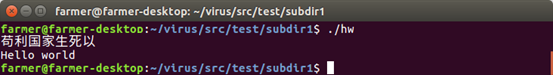 farmer@farmer-desktop: ~/virus/src/test/subdir1
farmer@farmer-desktop:~/virus/src/test/subdir1$ ./hw
苟利国家生死以
Hello world
farmer@farmer-desktop:~/virus/src/test/subdir1$